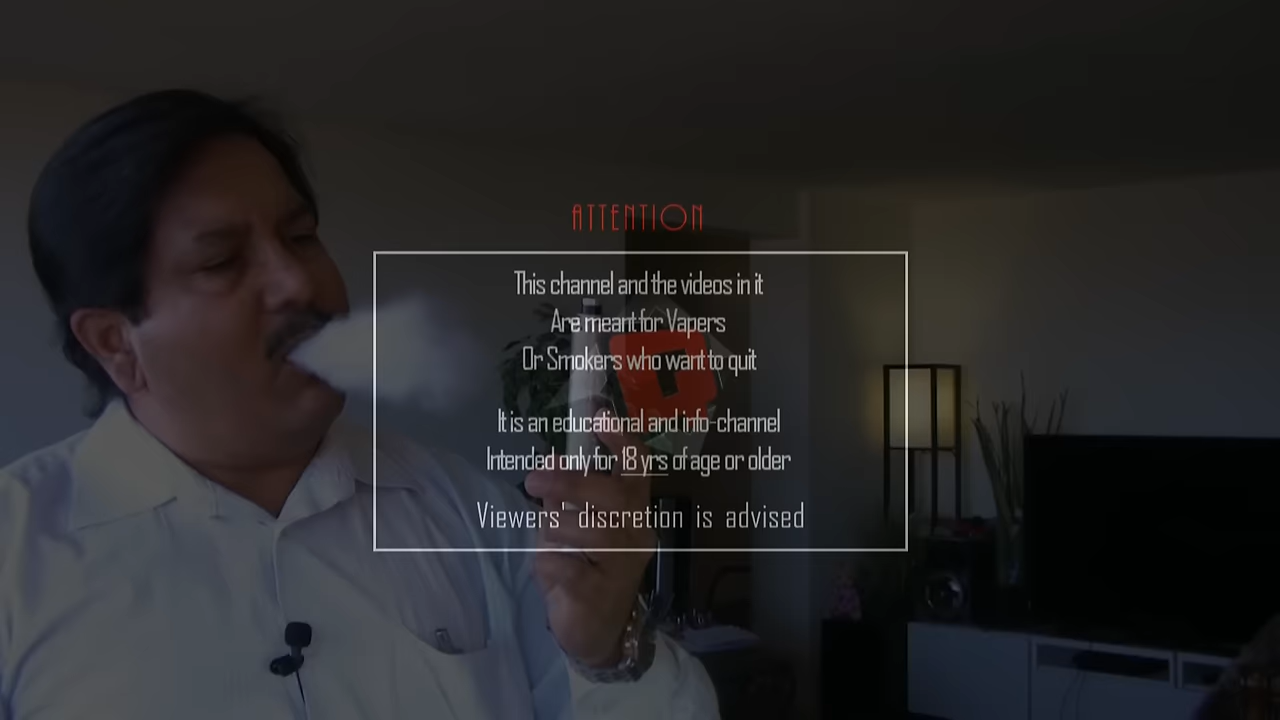 ATTENTION
This channel and the videos in it
Are meant for Vapers
Or Smokers who want to quit
It is an educational and info-channel
Intended only for 18 yrs of age or older
Viewers' discretion is advised